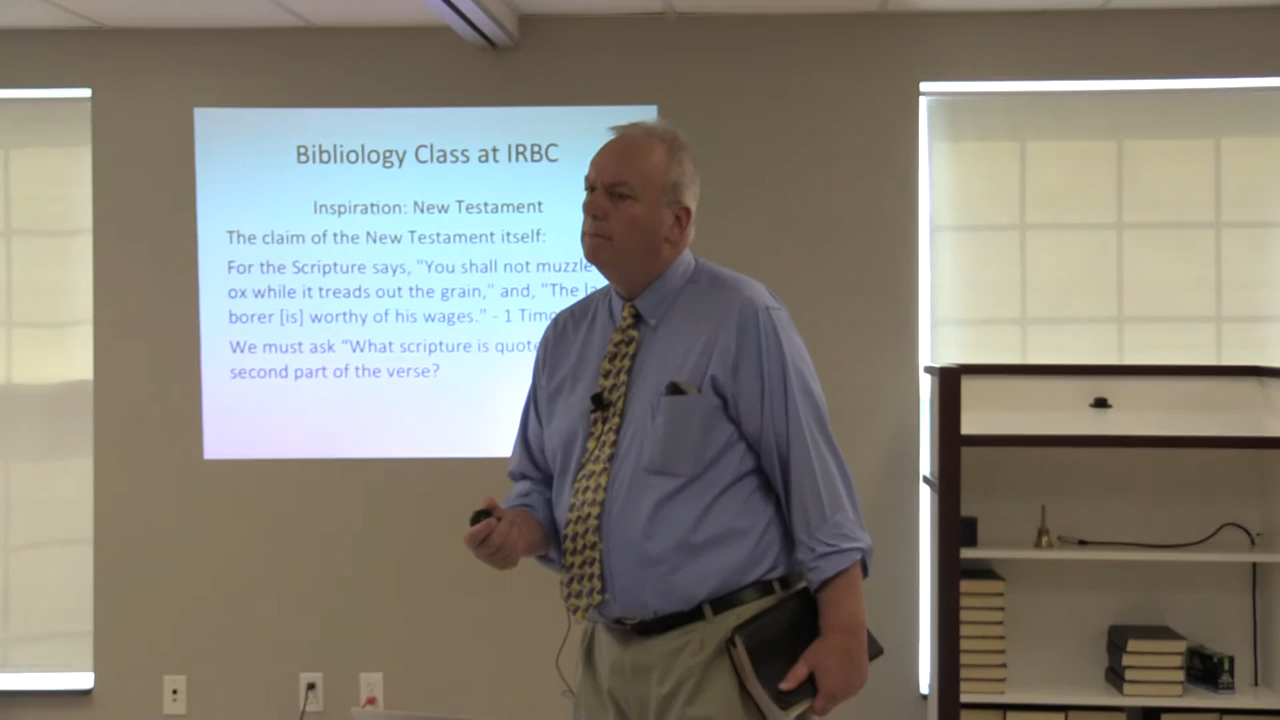 Bibliology Class at IRBC
Inspiration: New Testament
The claim of the New Testament itself:
For the Scripture says, "You shall not muzzle
ox while it treads out the grain," and, "The la
borer [is] worthy of his wages." - 1 Timo
We must ask "What scripture is quote
second part of the verse?